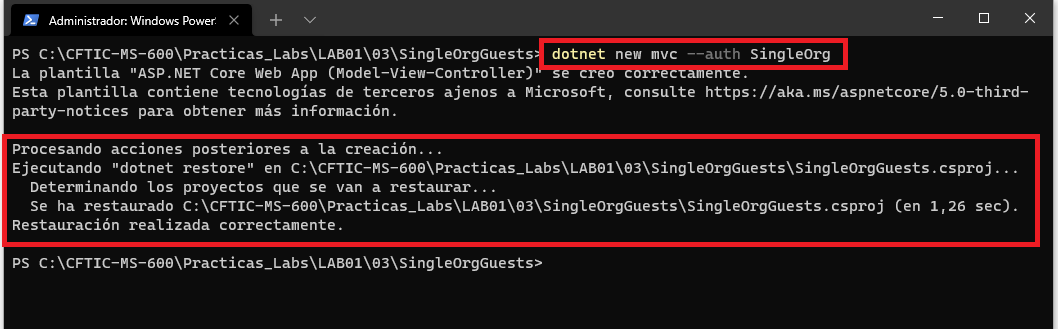 Administrador: Windows Power
PS C:\CFTIC-MS-600\Practicas_Labs\LAB01\03\SingleOrgGuests> dotnet new mvc --auth SingleOrg
La plantilla "ASP.NET Core Web App (Model-View-Controller)" se creó correctamente.
Esta plantilla contiene tecnologías de terceros ajenos a Microsoft, consulte https://aka.ms/aspnetcore/5.0-third-
party-notices para obtener más información.
Procesando acciones posteriores a la creación...
Ejecutando "dotnet restore" en C:\CFTIC-MS-600\Practicas_Labs\LAB01\03\SingleOrgGuests\SingleOrgGuests.csproj...
Determinando los proyectos que se van a restaurar...
Se ha restaurado C:\CFTIC-MS-600\Practicas_Labs\LAB01\03\SingleOrgGuests\SingleOrgGuests.csproj (en 1,26 sec).
Restauración realizada correctamente.
PS C:\CFTIC-MS-600\Practicas_Labs\LAB01\03\SingleOrgGuests>